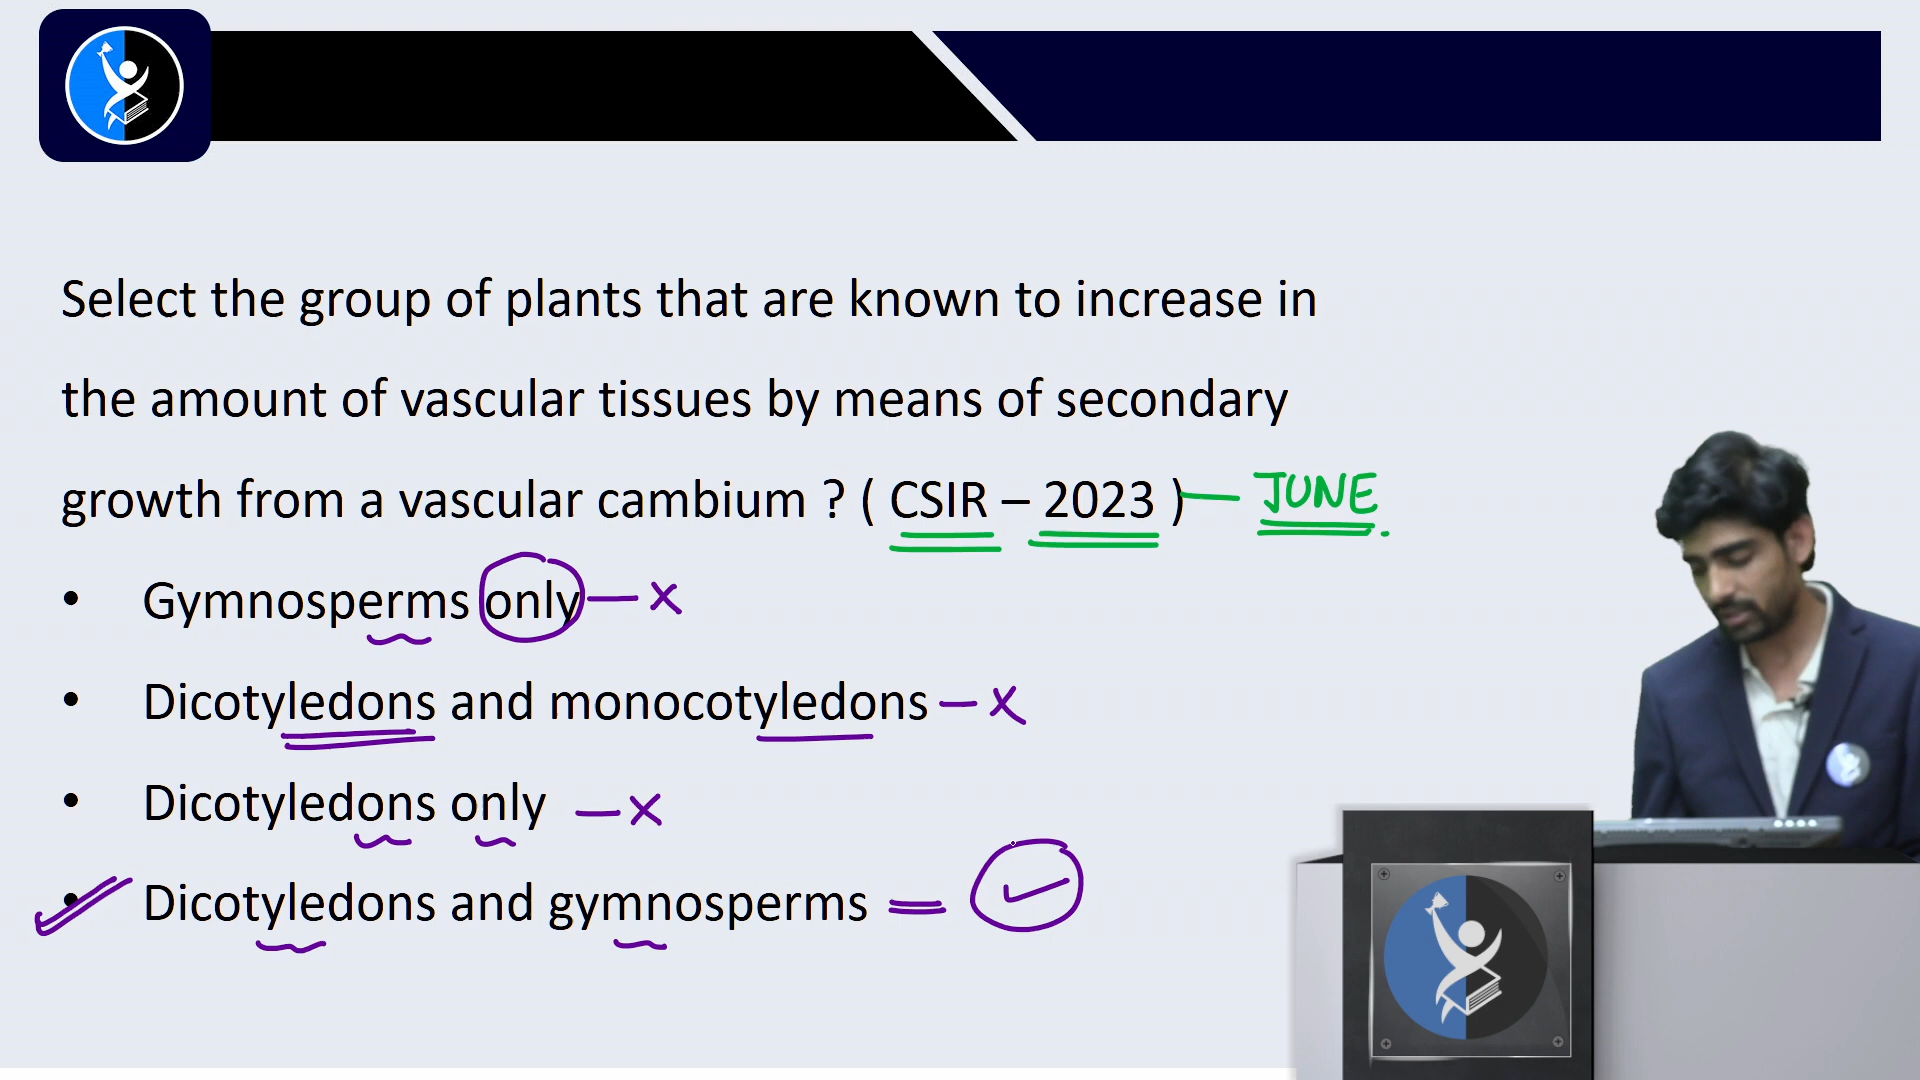 Select the group of plants that are known to increase in
the amount of vascular tissues by means of secondary
growth from a vascular cambium ? ( CSIR – 2023 ) — JUNE.
• Gymnosperms only — x
• Dicotyledons and monocotyledons — x
• Dicotyledons only — x
• Dicotyledons and gymnosperms = ✓